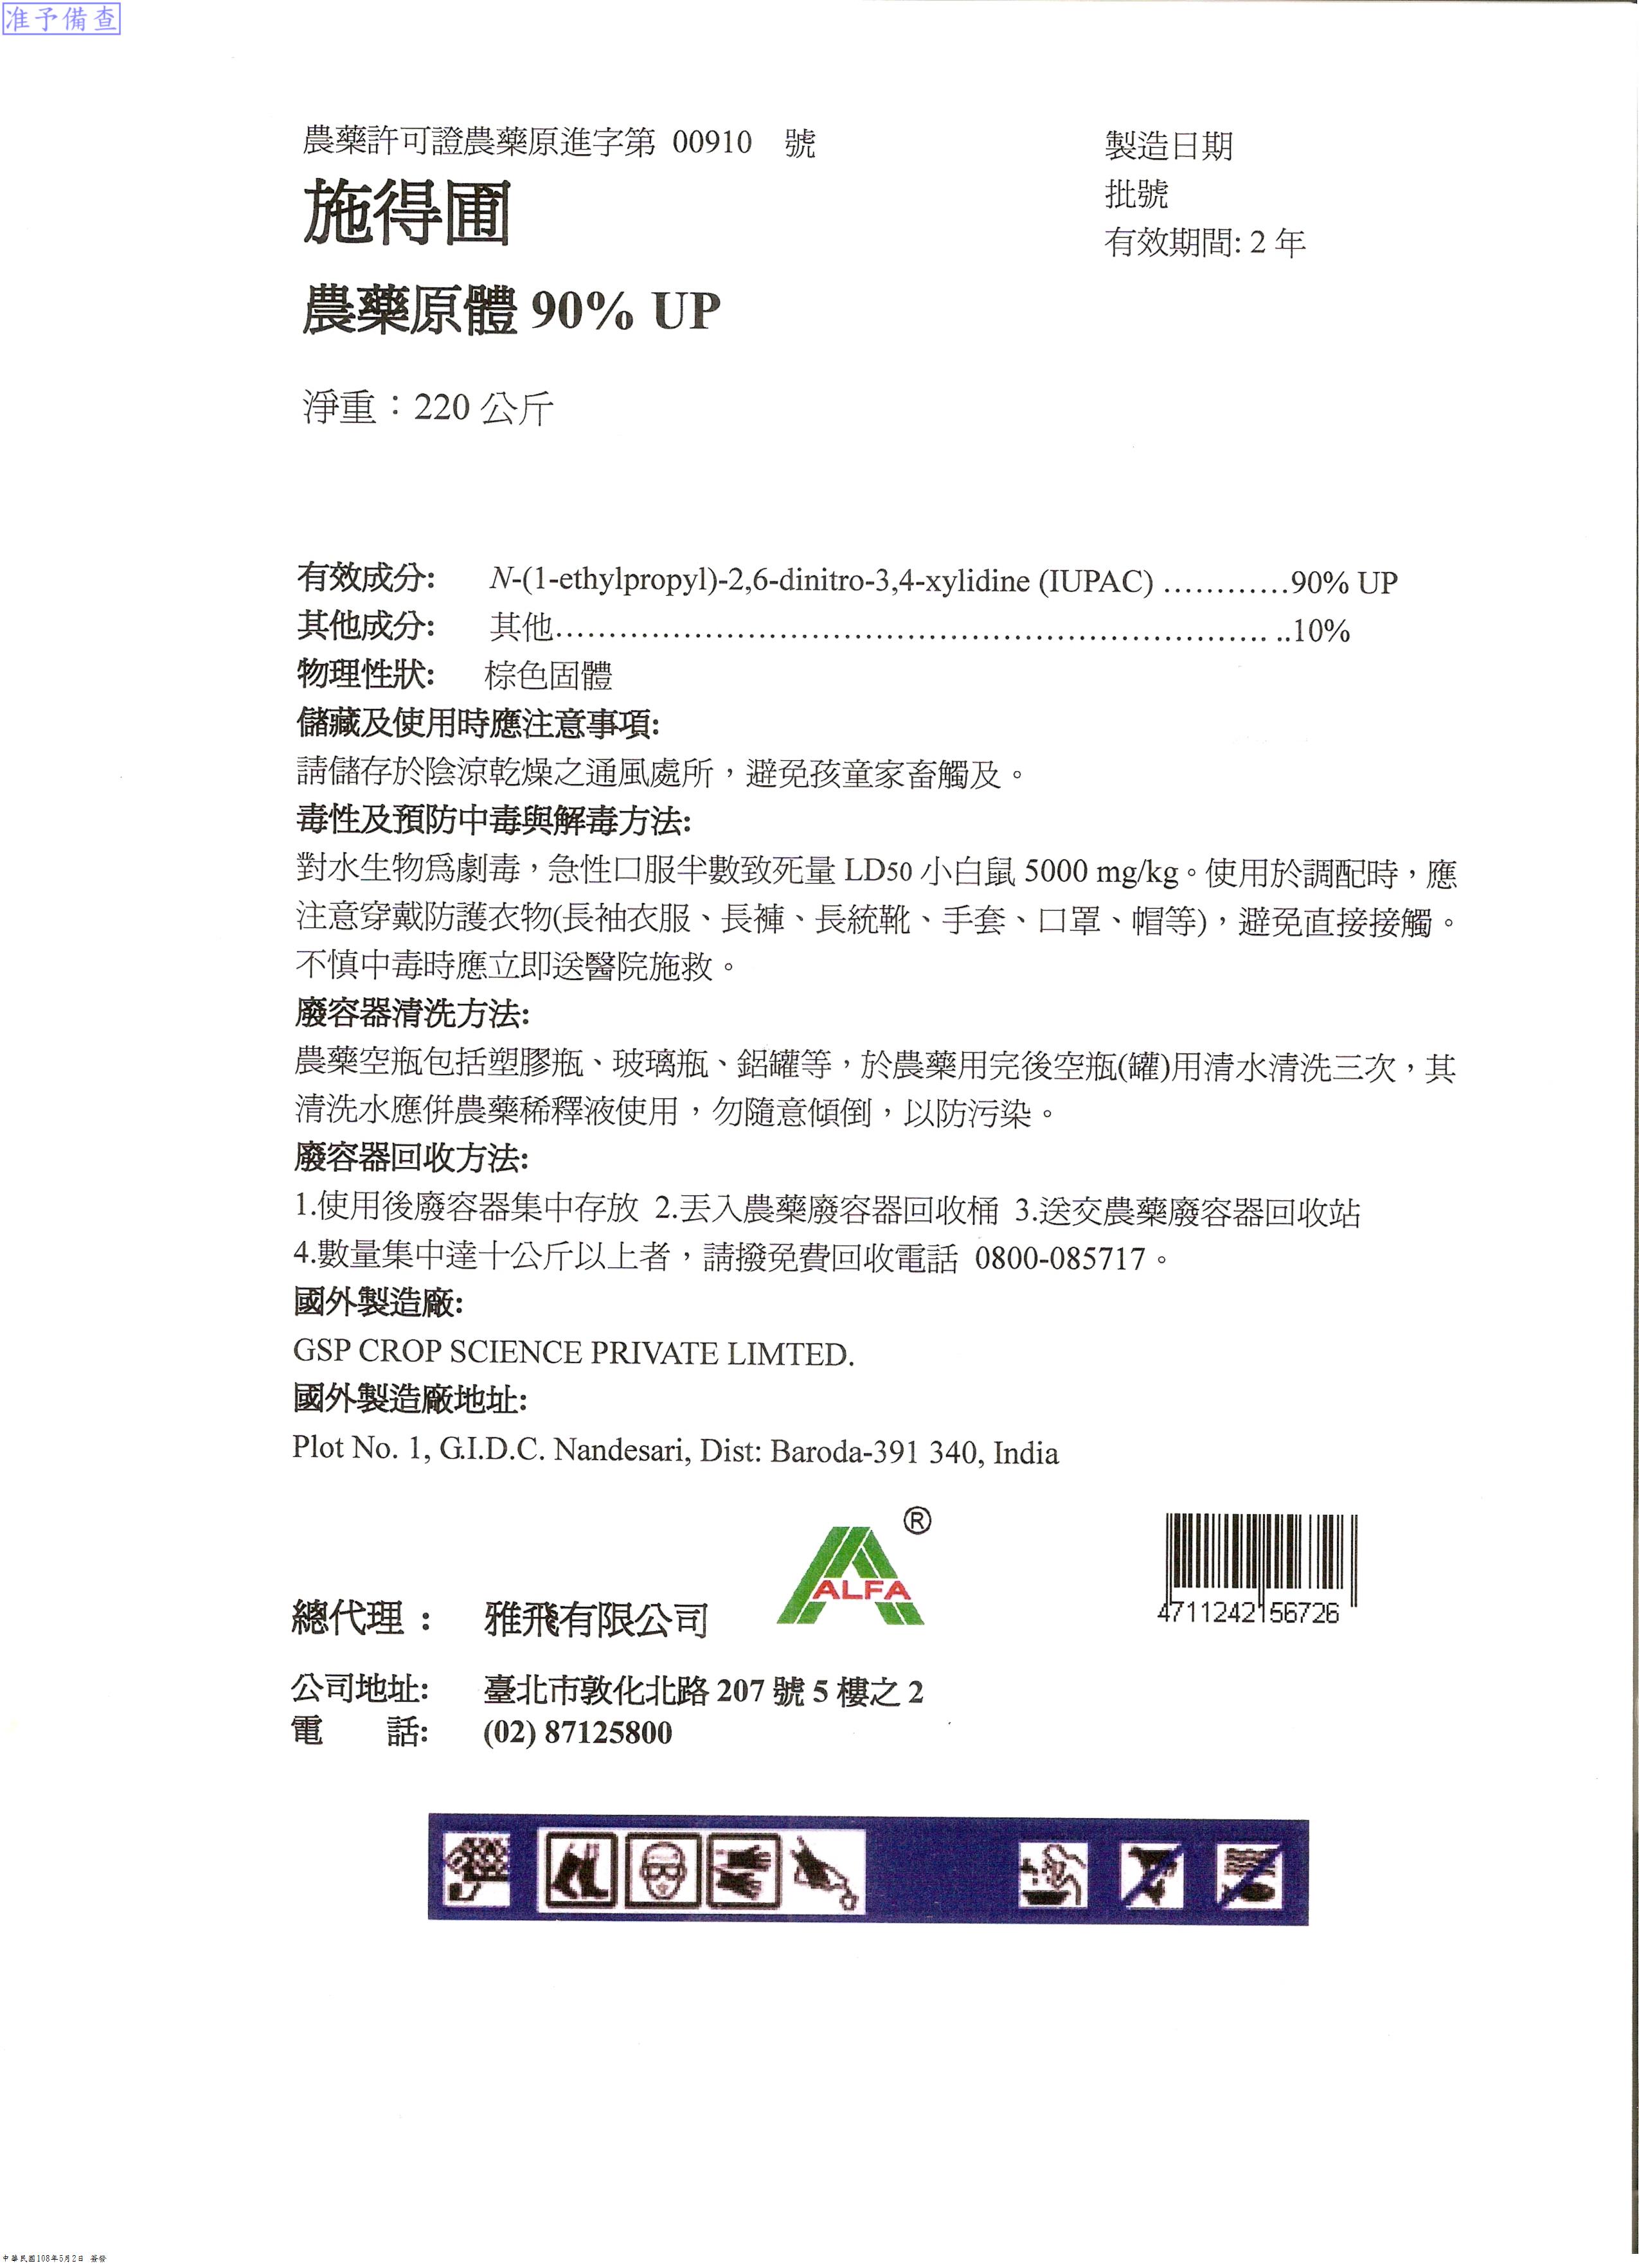 准予備查
農藥許可證農藥原進字第 00910 號
製造日期
施得圃
批號
有效期間: 2 年
農藥原體 90% UP
淨重：220 公斤
有效成分: N-(1-ethylpropyl)-2,6-dinitro-3,4-xylidine (IUPAC) …………90% UP
其他成分: 其他………………………………………………………… ..10%
物理性狀: 棕色固體
儲藏及使用時應注意事項:
請儲存於陰涼乾燥之通風處所，避免孩童家畜觸及。
毒性及預防中毒與解毒方法:
對水生物為劇毒，急性口服半數致死量 LD50 小白鼠 5000 mg/kg。使用於調配時，應
注意穿戴防護衣物(長袖衣服、長褲、長統靴、手套、口罩、帽等)，避免直接接觸。
不慎中毒時應立即送醫院施救。
廢容器清洗方法:
農藥空瓶包括塑膠瓶、玻璃瓶、鋁罐等，於農藥用完後空瓶(罐)用清水清洗三次，其
清洗水應併農藥稀釋液使用，勿隨意傾倒，以防污染。
廢容器回收方法:
1.使用後廢容器集中存放 2.丟入農藥廢容器回收桶 3.送交農藥廢容器回收站
4.數量集中達十公斤以上者，請撥免費回收電話 0800-085717。
國外製造廠:
GSP CROP SCIENCE PRIVATE LIMTED.
國外製造廠地址:
Plot No. 1, G.I.D.C. Nandesari, Dist: Baroda-391 340, India
®
ALFA
總代理： 雅飛有限公司
4711242156726
公司地址: 臺北市敦化北路 207 號 5 樓之 2
電 話: (02) 87125800
中華民國108年5月2日 簽發